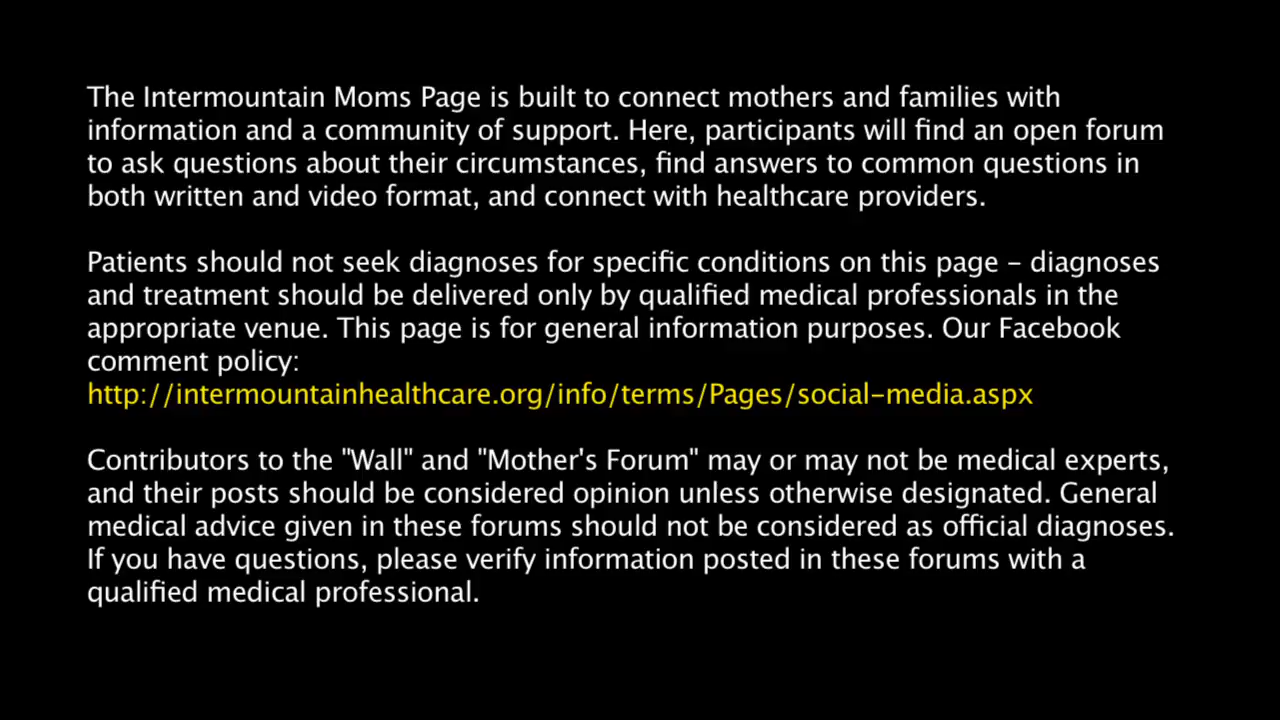 The Intermountain Moms Page is built to connect mothers and families with
information and a community of support. Here, participants will find an open forum
to ask questions about their circumstances, find answers to common questions in
both written and video format, and connect with healthcare providers.
Patients should not seek diagnoses for specific conditions on this page – diagnoses
and treatment should be delivered only by qualified medical professionals in the
appropriate venue. This page is for general information purposes. Our Facebook
comment policy:
http://intermountainhealthcare.org/info/terms/Pages/social-media.aspx
Contributors to the "Wall" and "Mother's Forum" may or may not be medical experts,
and their posts should be considered opinion unless otherwise designated. General
medical advice given in these forums should not be considered as official diagnoses.
If you have questions, please verify information posted in these forums with a
qualified medical professional.